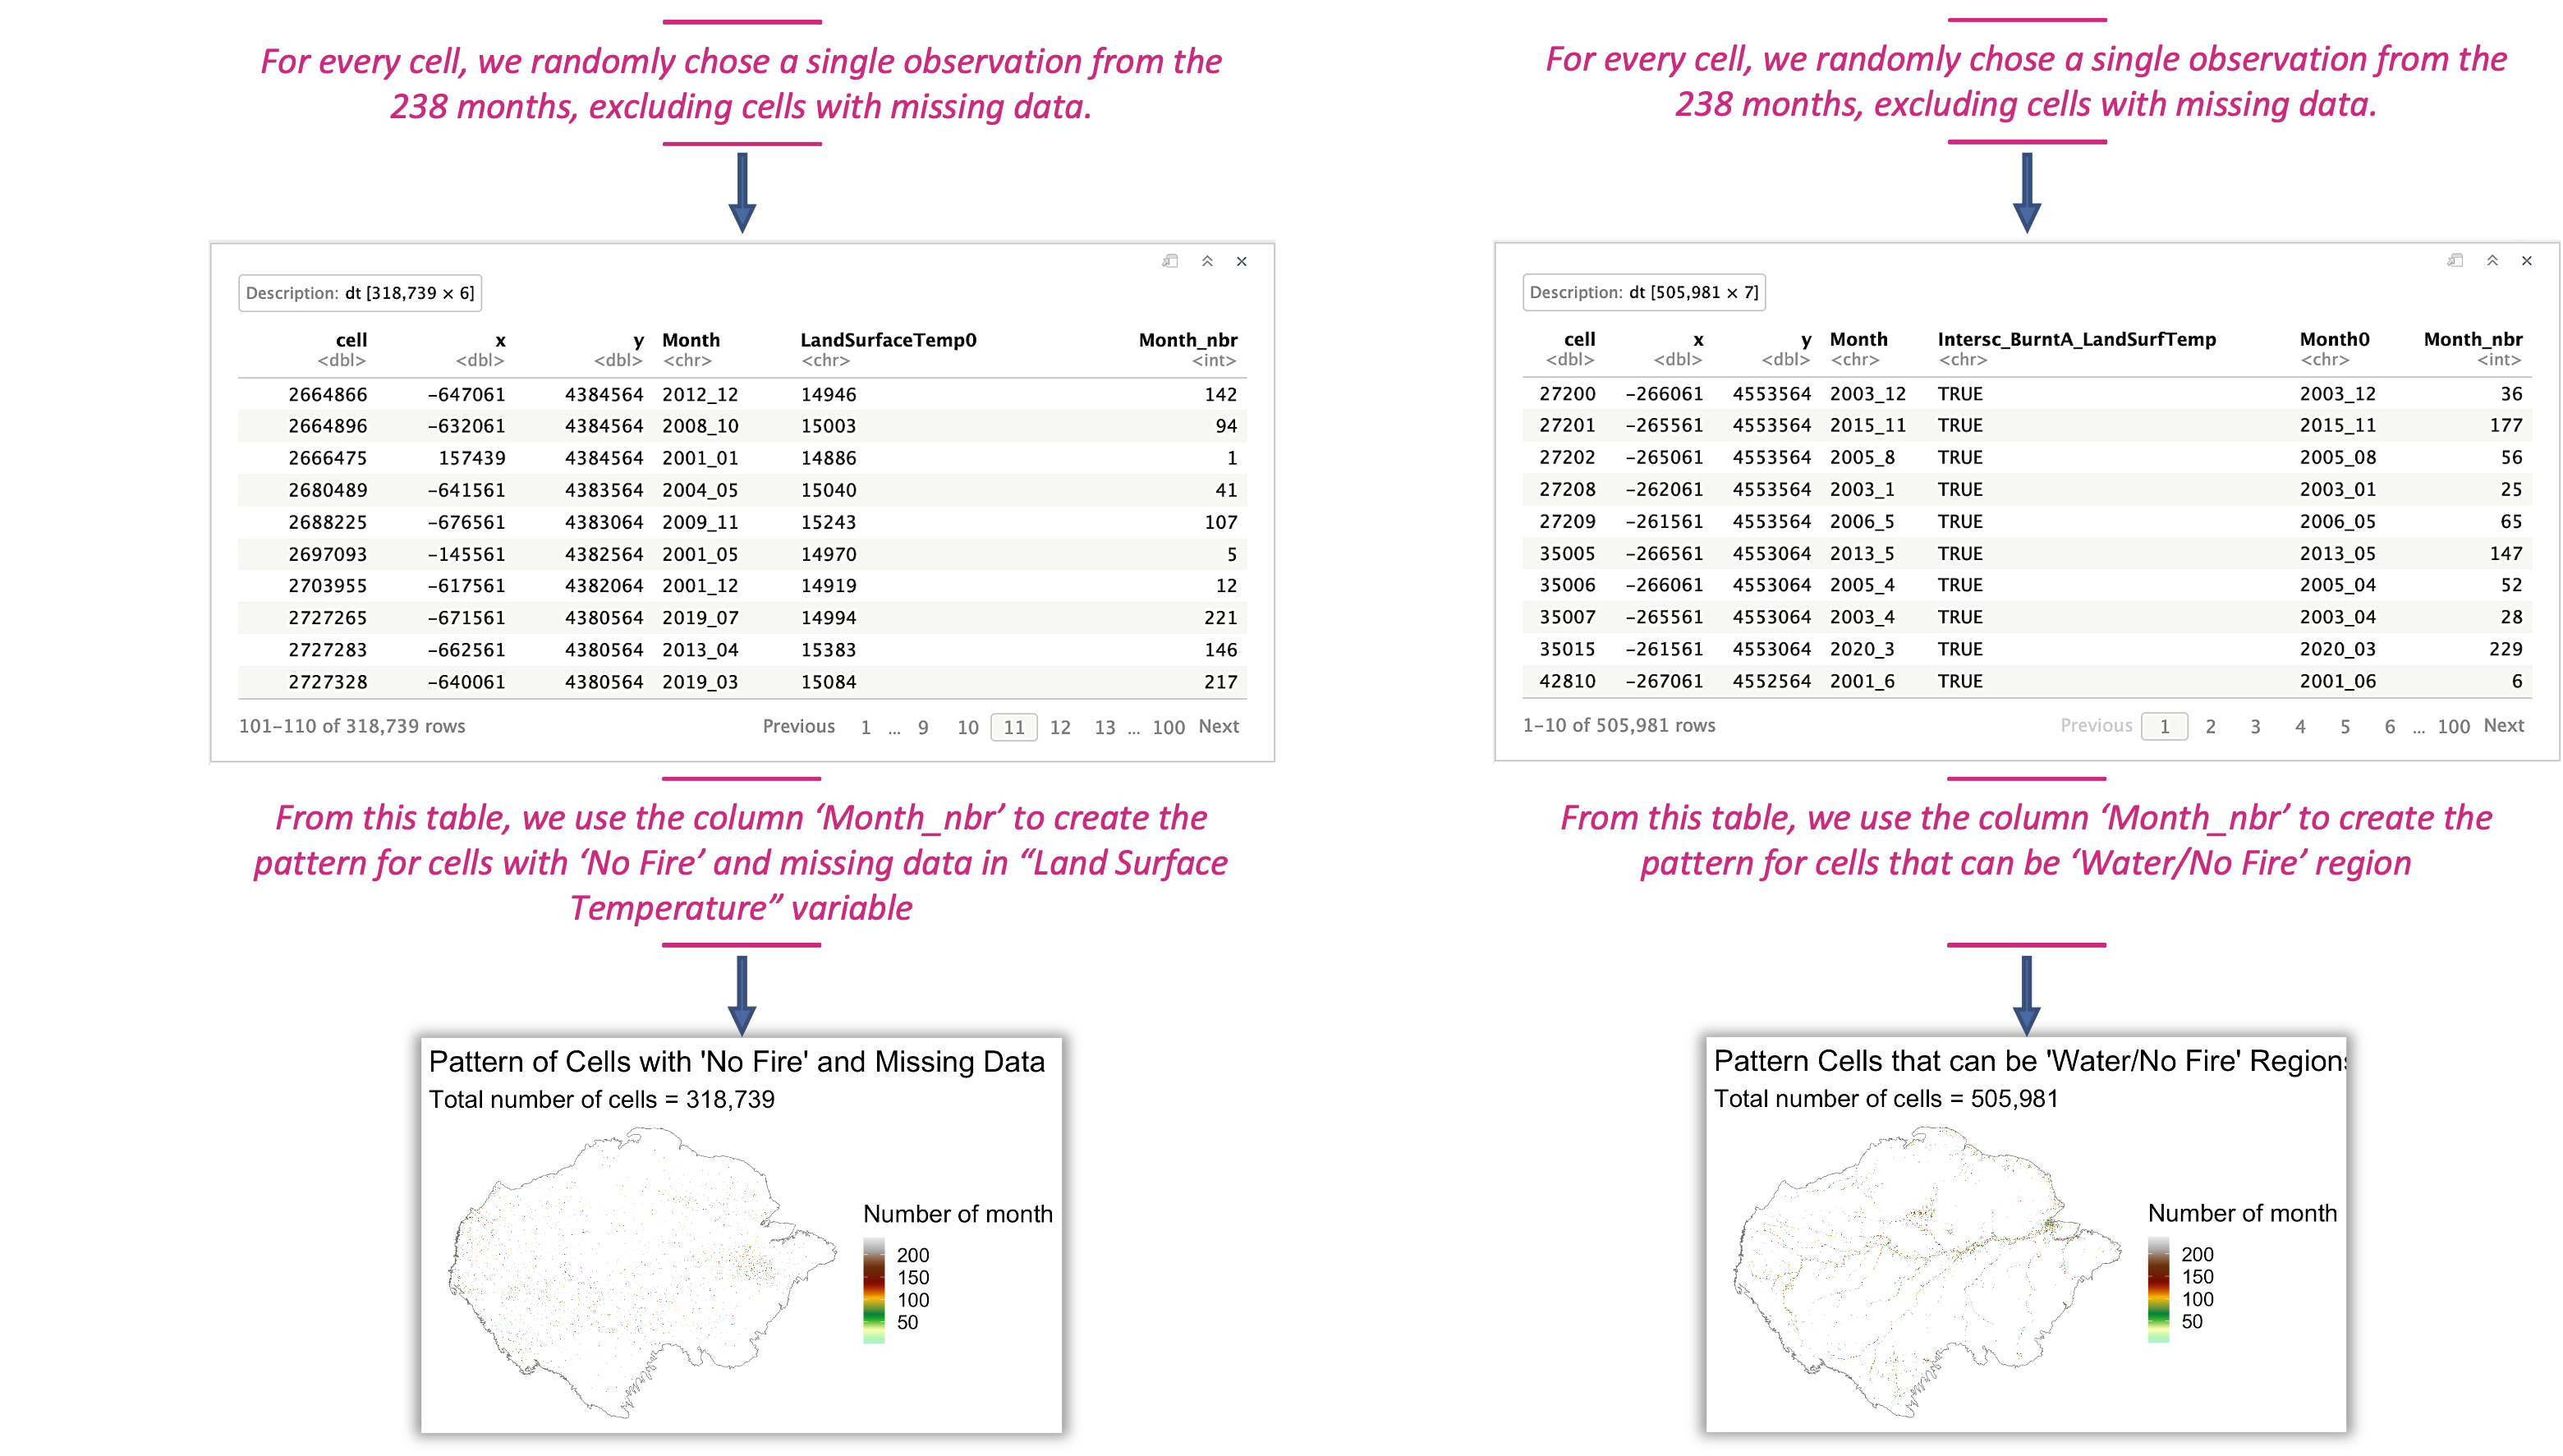 For every cell, we randomly chose a single observation from the
238 months, excluding cells with missing data.
Description: dt [318,739 × 6]
cell x y Month LandSurfaceTemp0 Month_nbr
<dbl> <dbl> <dbl> <chr> <chr> <int>
2664866 −647061 4384564 2012_12 14946 142
2664896 −632061 4384564 2008_10 15003 94
2666475 157439 4384564 2001_01 14886 1
2680489 −641561 4383564 2004_05 15040 41
2688225 −676561 4383064 2009_11 15243 107
2697093 −145561 4382564 2001_05 14970 5
2703955 −617561 4382064 2001_12 14919 12
2727265 −671561 4380564 2019_07 14994 221
2727283 −662561 4380564 2013_04 15383 146
2727328 −640061 4380564 2019_03 15084 217
101–110 of 318,739 rows Previous 1 ... 9 10 11 12 13 ... 100 Next
From this table, we use the column ‘Month_nbr’ to create the
pattern for cells with ‘No Fire’ and missing data in “Land Surface
Temperature” variable
Pattern of Cells with 'No Fire' and Missing Data
Total number of cells = 318,739
Number of month
200
150
100
50
For every cell, we randomly chose a single observation from the
238 months, excluding cells with missing data.
Description: dt [505,981 × 7]
cell x y Month Intersc_BurntA_LandSurfTemp Month0 Month_nbr
<dbl> <dbl> <dbl> <chr> <chr> <chr> <int>
27200 −266061 4553564 2003_12 TRUE 2003_12 36
27201 −265561 4553564 2015_11 TRUE 2015_11 177
27202 −265061 4553564 2005_8 TRUE 2005_08 56
27208 −262061 4553564 2003_1 TRUE 2003_01 25
27209 −261561 4553564 2006_5 TRUE 2006_05 65
35005 −266561 4553064 2013_5 TRUE 2013_05 147
35006 −266061 4553064 2005_4 TRUE 2005_04 52
35007 −265561 4553064 2003_4 TRUE 2003_04 28
35015 −261561 4553064 2020_3 TRUE 2020_03 229
42810 −267061 4552564 2001_6 TRUE 2001_06 6
1–10 of 505,981 rows Previous 1 2 3 4 5 6 ... 100 Next
From this table, we use the column ‘Month_nbr’ to create the
pattern for cells that can be ‘Water/No Fire’ region
Pattern Cells that can be 'Water/No Fire' Regions
Total number of cells = 505,981
Number of month
200
150
100
50